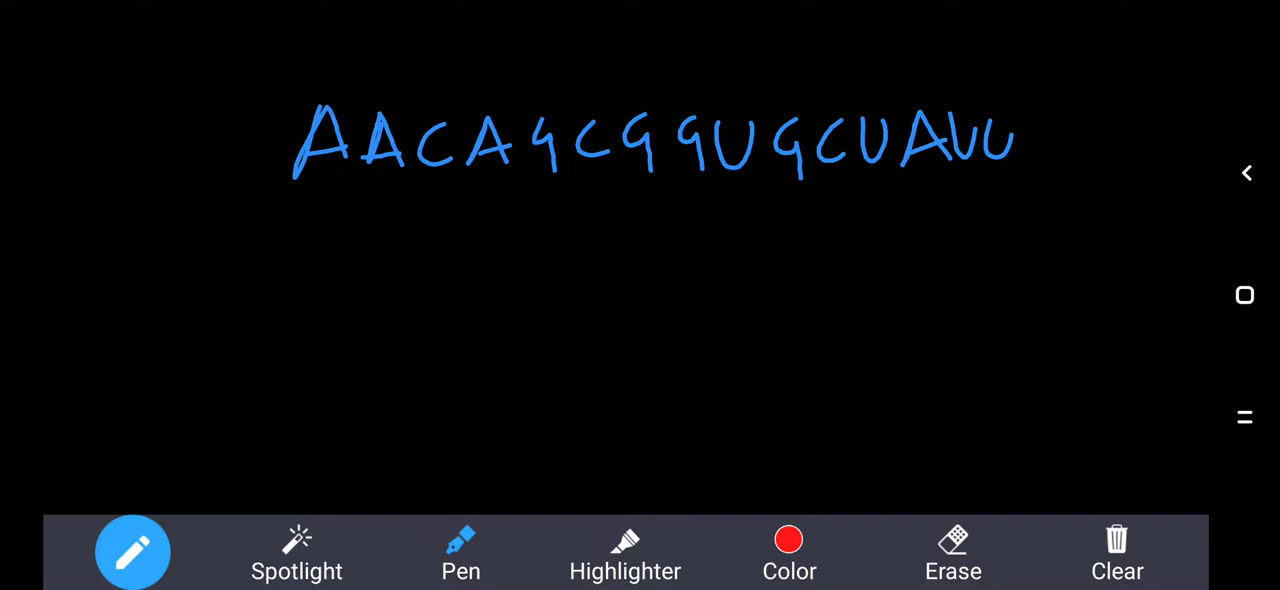 AACAGCGGUGCUAUU
Spotlight
Pen
Highlighter
Color
Erase
Clear